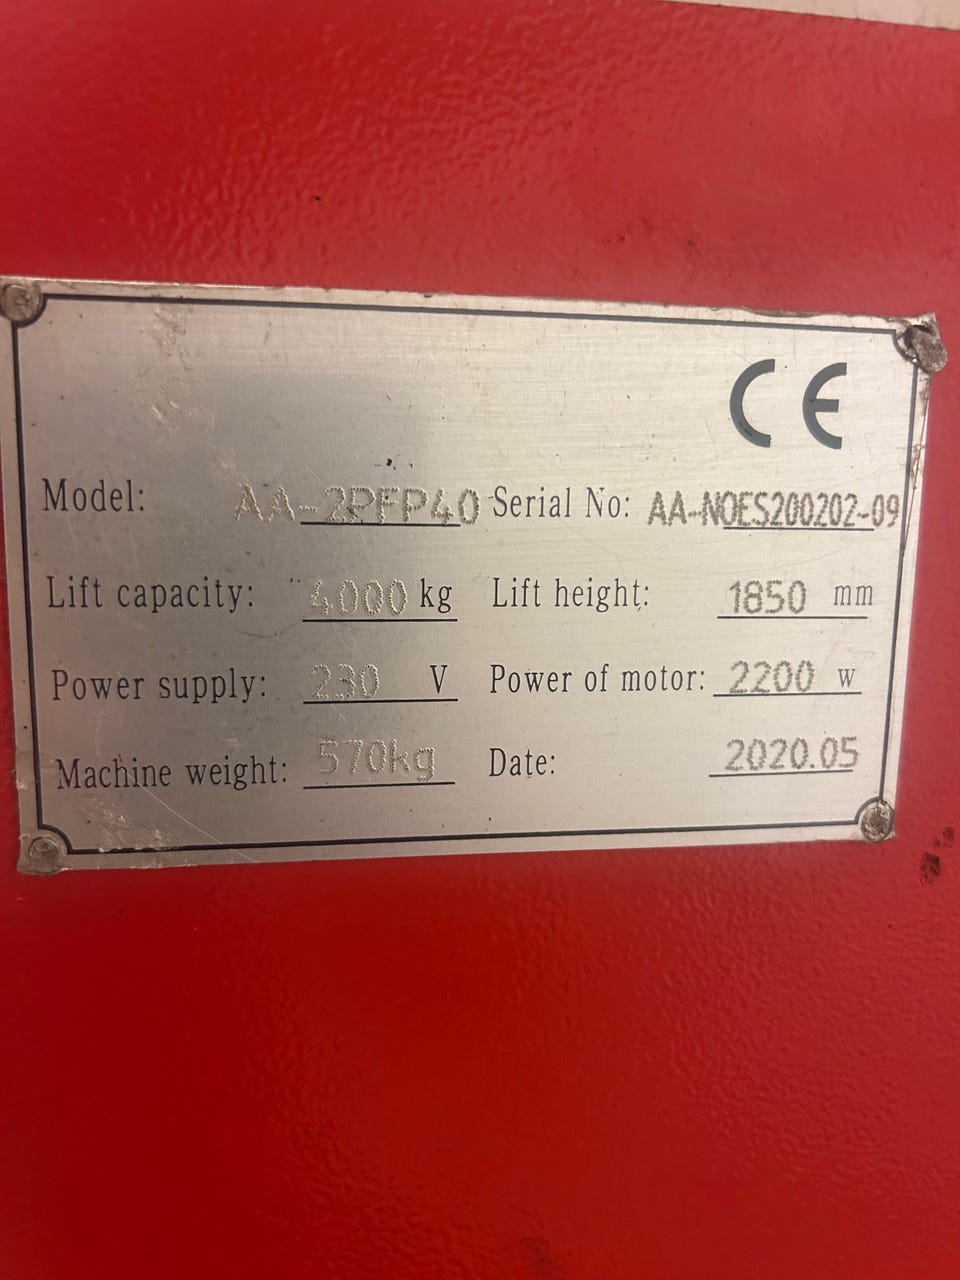 CE
Model: AA-2PFP40 Serial No: AA-NOES200202-09
Lift capacity: 4000 kg Lift height: 1850 mm
Power supply: 230 V Power of motor: 2200 w
Machine weight: 570kg Date: 2020.05